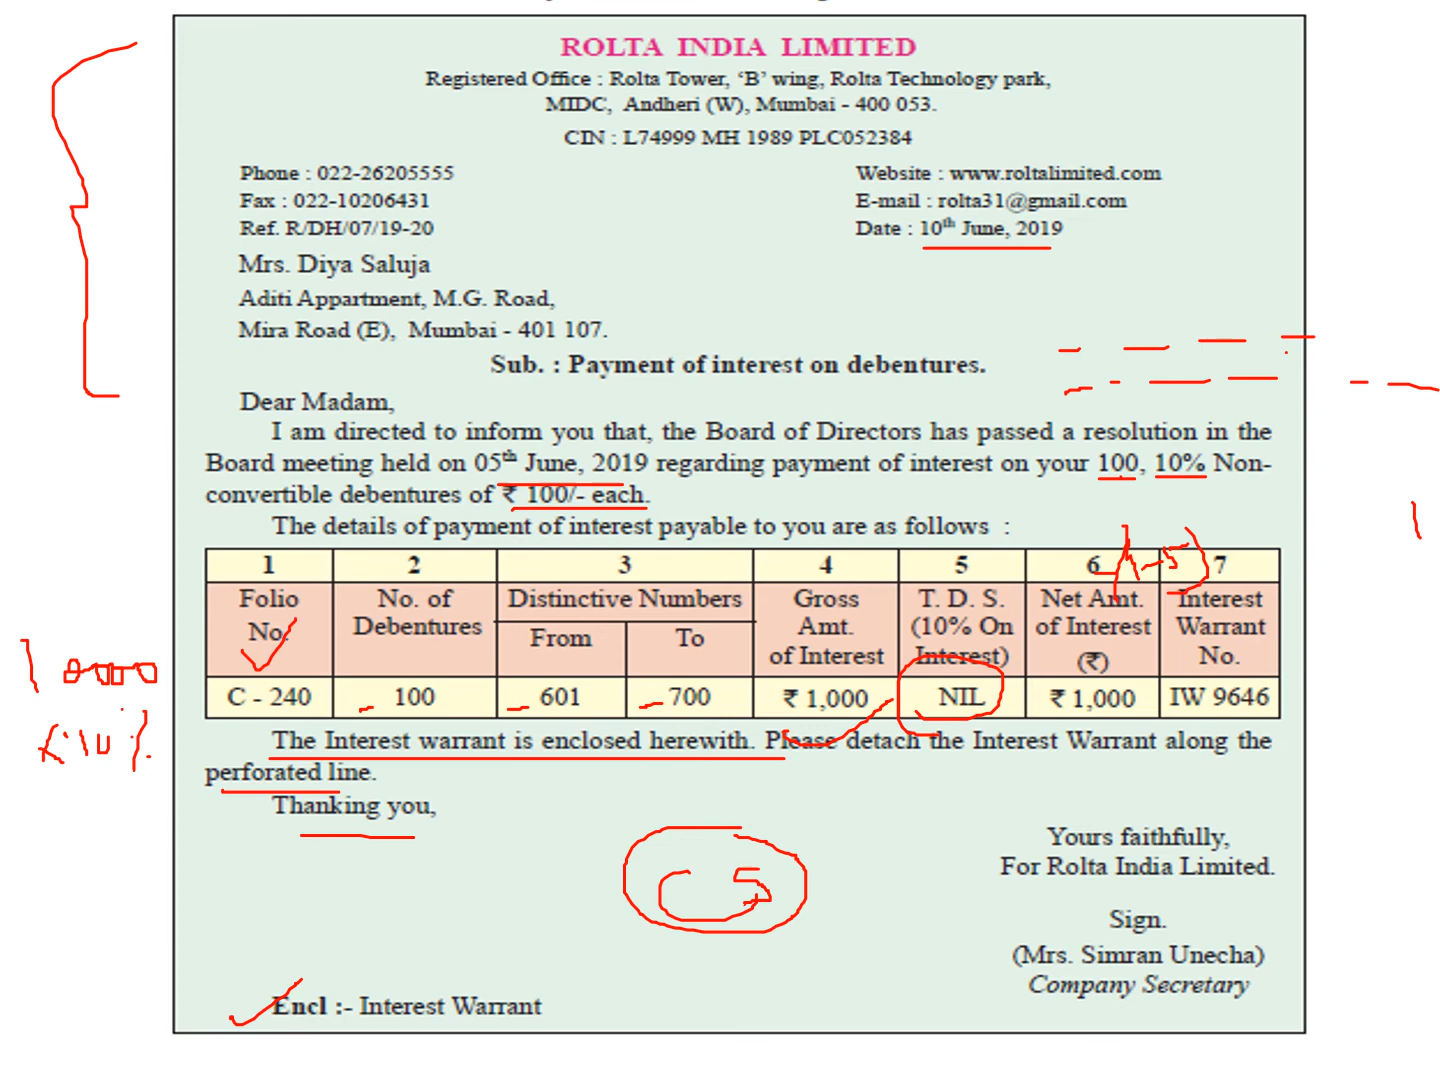 ROLTA INDIA LIMITED
Registered Office : Rolta Tower, ‘B’ wing, Rolta Technology park,
MIDC, Andheri (W), Mumbai - 400 053.
CIN : L74999 MH 1989 PLC052384
Phone : 022-26205555
Website : www.roltalimited.com
Fax : 022-10206431
E-mail : rolta31@gmail.com
Ref. R/DH/07/19-20
Date : 10th June, 2019
Mrs. Diya Saluja
Aditi Appartment, M.G. Road,
Mira Road (E), Mumbai - 401 107.
Sub. : Payment of interest on debentures.
Dear Madam,
I am directed to inform you that, the Board of Directors has passed a resolution in the
Board meeting held on 05th June, 2019 regarding payment of interest on your 100, 10% Non-
convertible debentures of ₹ 100/- each.
The details of payment of interest payable to you are as follows :
1 2 3 4 5 6 7
Folio No. No. of Debentures Distinctive Numbers Gross Amt. of Interest T. D. S. (10% On Interest) Net Amt. of Interest (₹) Interest Warrant No.
From To
C - 240 100 601 700 ₹ 1,000 NIL ₹ 1,000 IW 9646
The Interest warrant is enclosed herewith. Please detach the Interest Warrant along the
perforated line.
Thanking you,
Yours faithfully,
For Rolta India Limited.
CS
Sign.
(Mrs. Simran Unecha)
Company Secretary
Encl :- Interest Warrant